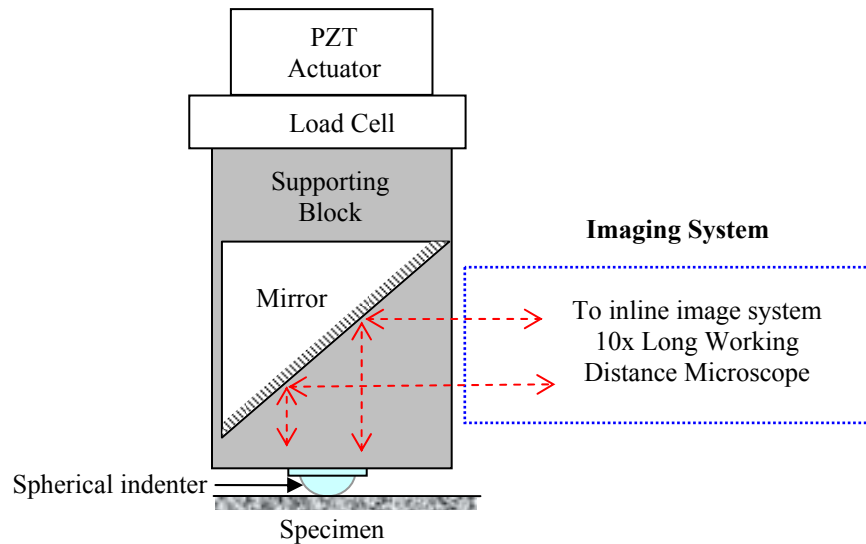 PZT
Actuator
Load Cell
Supporting
Block
Imaging System
Mirror
To inline image system
10x Long Working
Distance Microscope
Spherical indenter
Specimen